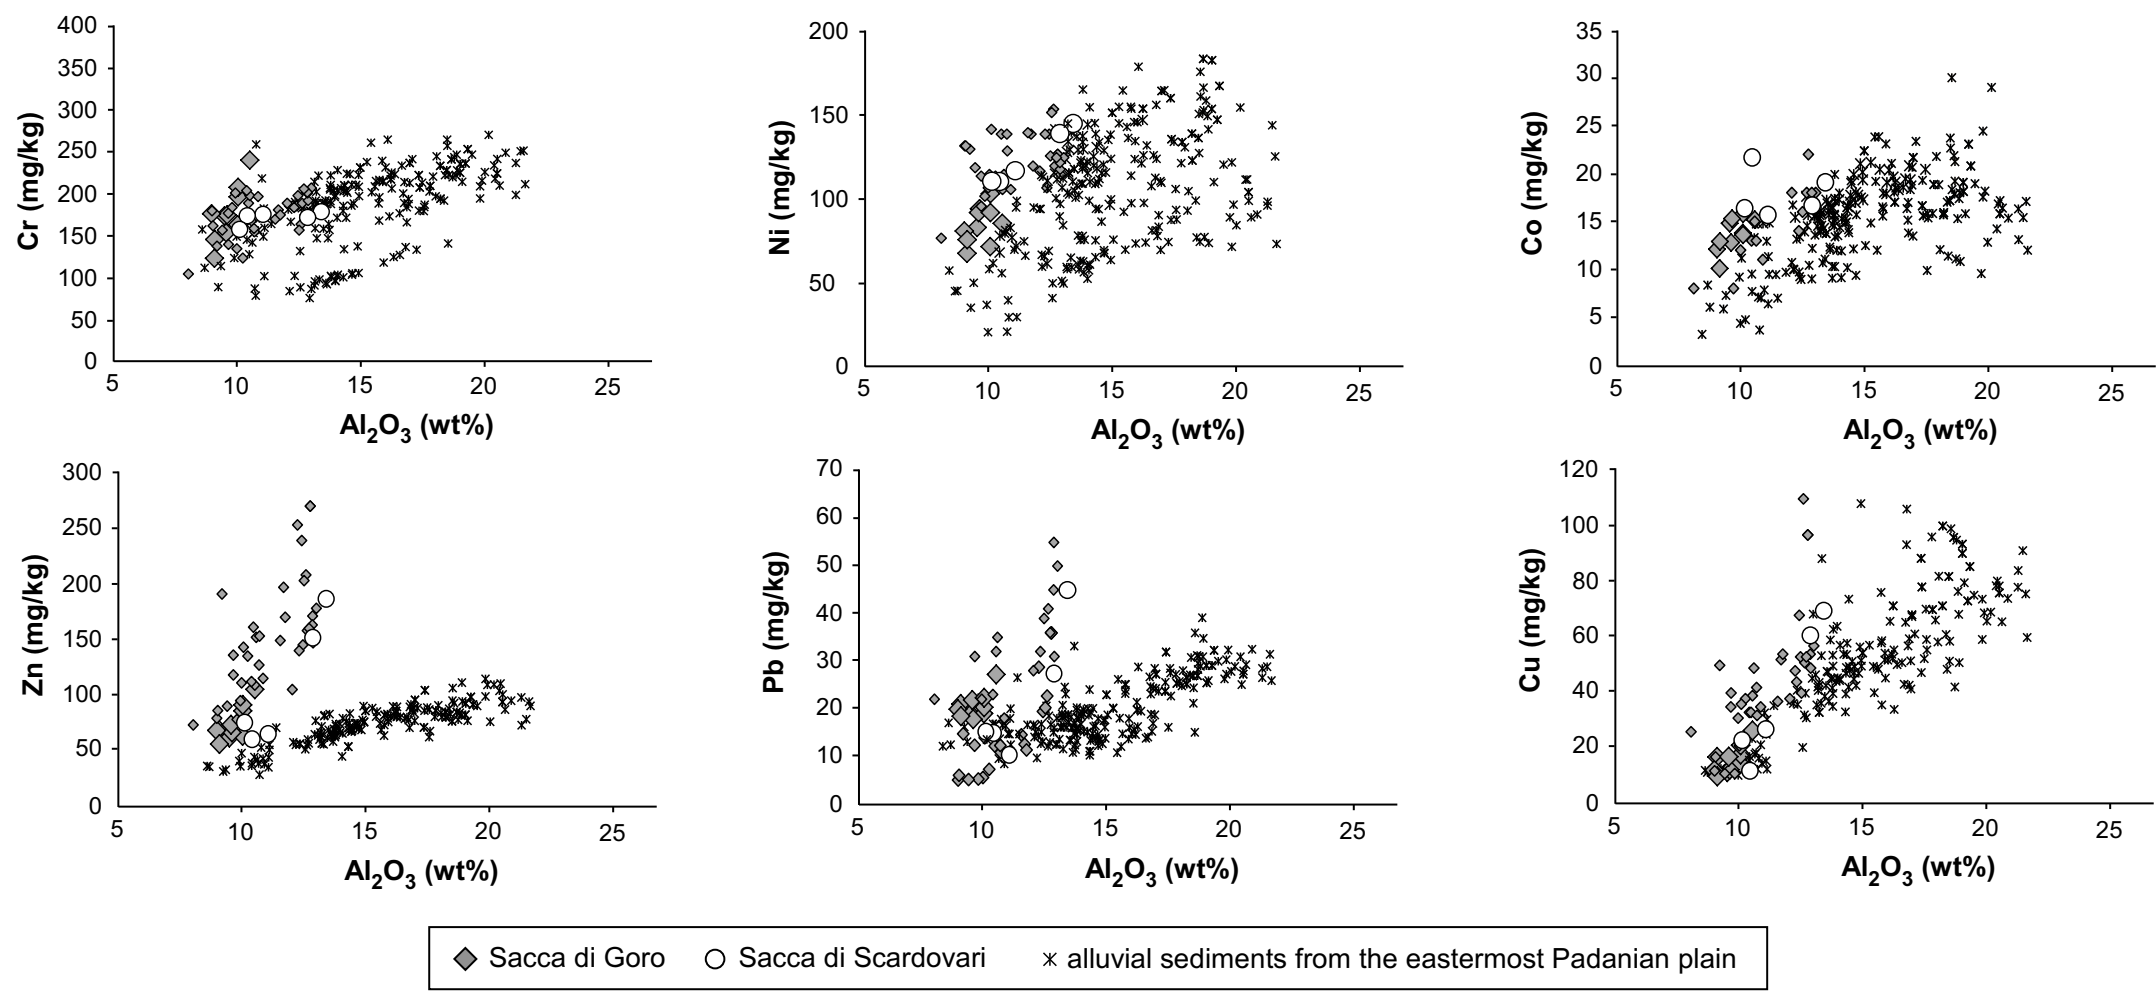 400
350
300
250
200
150
100
50
0
5 10 15 20 25
Cr (mg/kg)
Al2O3 (wt%)
200
150
100
50
0
5 10 15 20 25
Ni (mg/kg)
Al2O3 (wt%)
35
30
25
20
15
10
5
0
5 10 15 20 25
Co (mg/kg)
Al2O3 (wt%)
300
250
200
150
100
50
0
5 10 15 20 25
Zn (mg/kg)
Al2O3 (wt%)
70
60
50
40
30
20
10
0
5 10 15 20 25
Pb (mg/kg)
Al2O3 (wt%)
120
100
80
60
40
20
0
5 10 15 20 25
Cu (mg/kg)
Al2O3 (wt%)
Sacca di Goro Sacca di Scardovari alluvial sediments from the eastermost Padanian plain